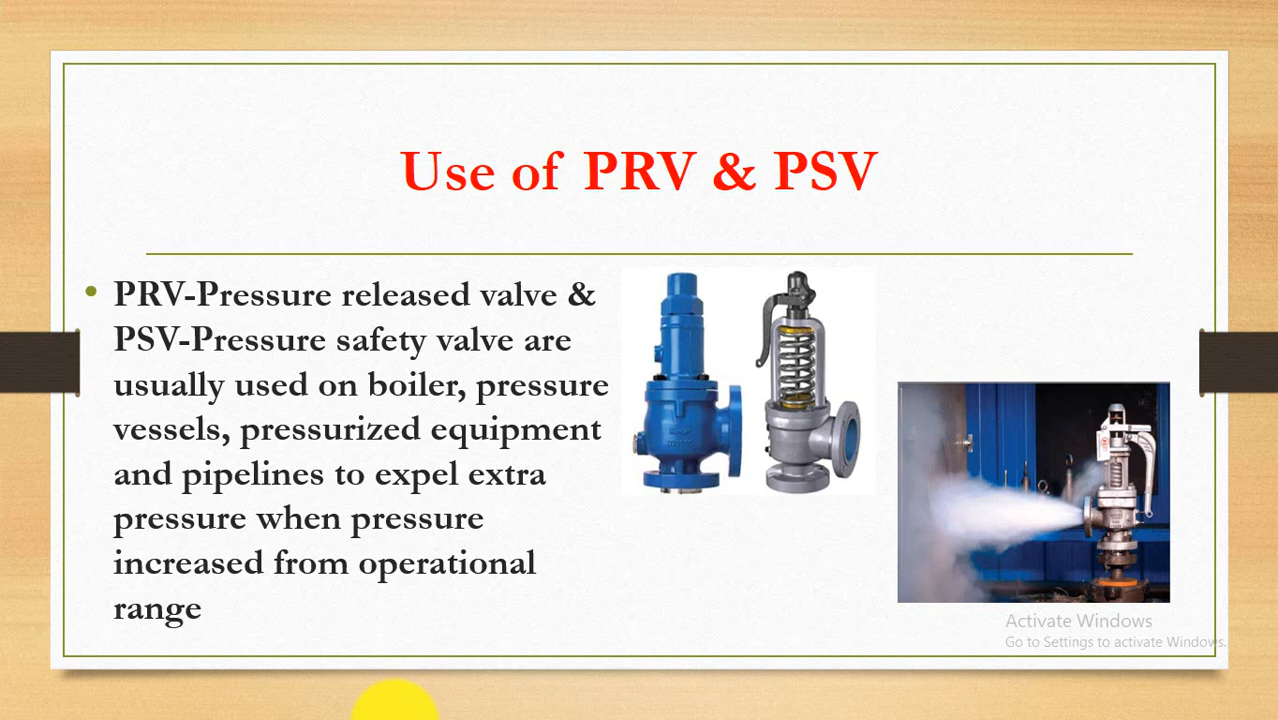 Use of PRV & PSV
• PRV-Pressure released valve &
PSV-Pressure safety valve are
usually used on boiler, pressure
vessels, pressurized equipment
and pipelines to expel extra
pressure when pressure
increased from operational
range
Activate Windows
Go to Settings to activate Windows.